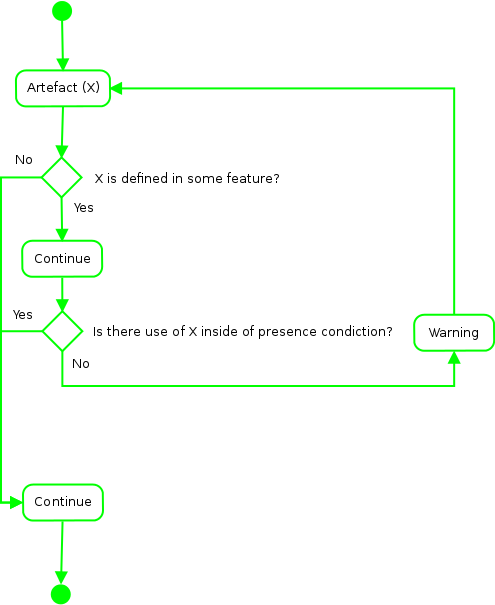 Artefact (X)
No
X is defined in some feature?
Yes
Continue
Yes
Is there use of X inside of presence condiction?
Warning
No
Continue